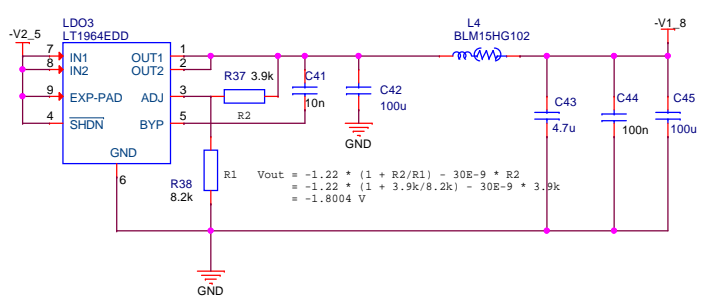 -V2_5
LDO3
LT1964EDD
7
IN1
8
IN2
9
EXP-PAD
4
SHDN
GND
6
OUT1
1
OUT2
2
ADJ
3
BYP
5
R37 3.9k
R2
C41
10n
C42
100u
GND
L4
BLM15HG102
-V1_8
C43
4.7u
C44
100n
C45
100u
R38
8.2k
R1
Vout = -1.22 * (1 + R2/R1) - 30E-9 * R2
= -1.22 * (1 + 3.9k/8.2k) - 30E-9 * 3.9k
= -1.8004 V
GND